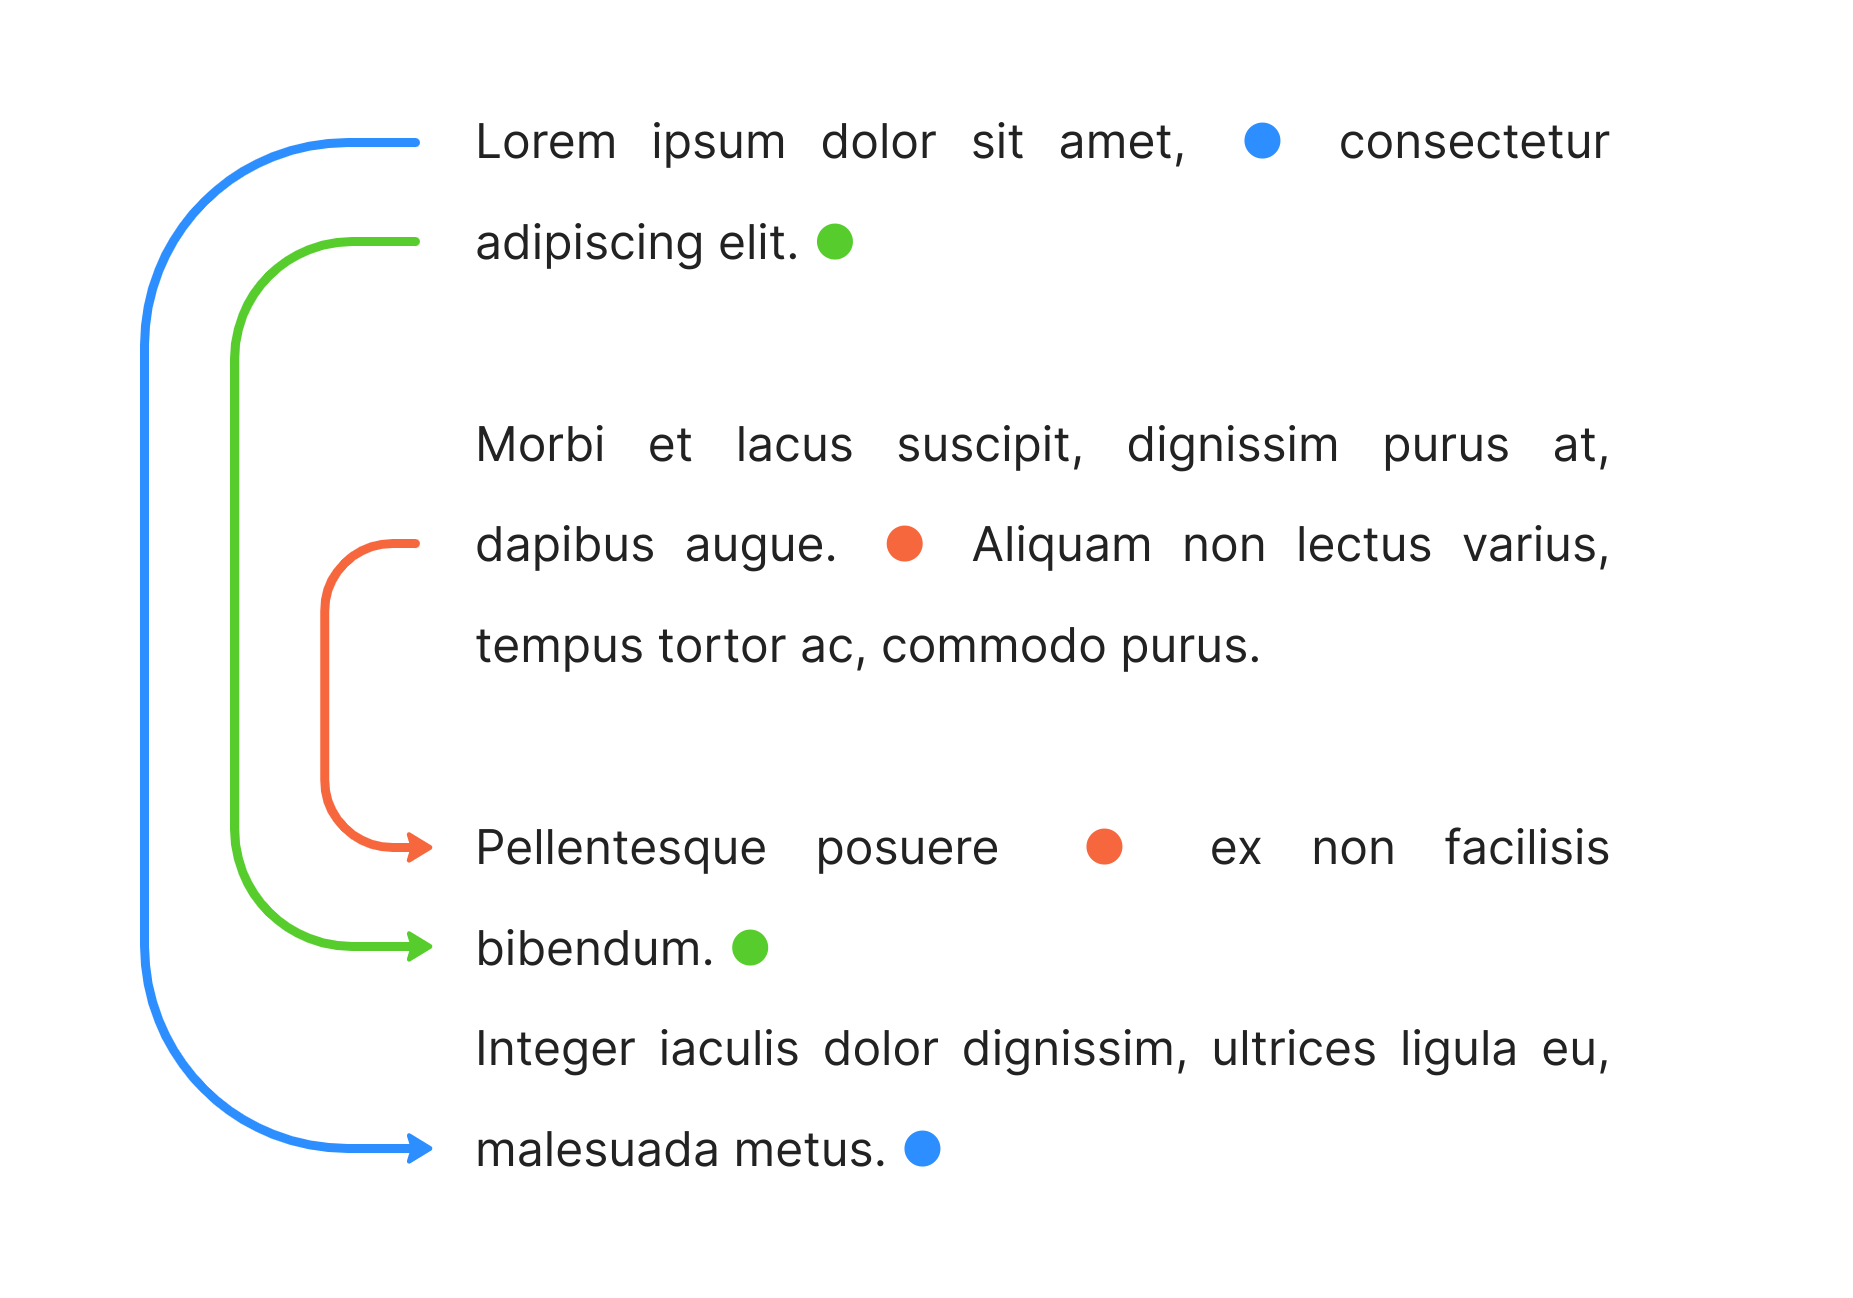 Lorem ipsum dolor sit amet, consectetur
adipiscing elit.
Morbi et lacus suscipit, dignissim purus at,
dapibus augue. Aliquam non lectus varius,
tempus tortor ac, commodo purus.
Pellentesque posuere ex non facilisis
bibendum.
Integer iaculis dolor dignissim, ultrices ligula eu,
malesuada metus.